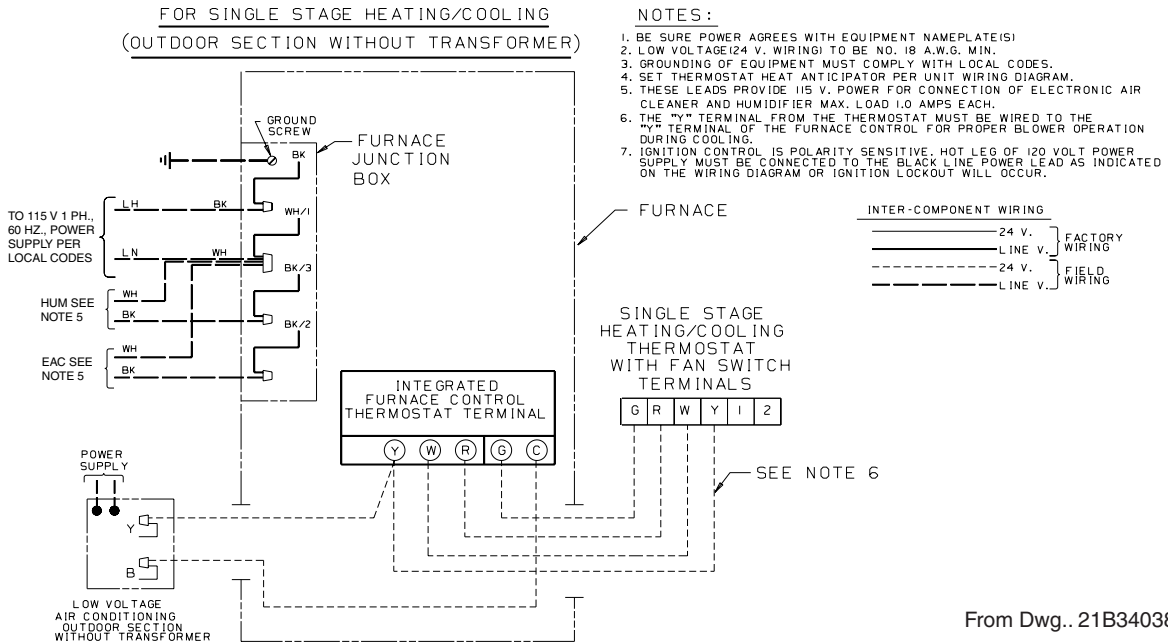 FOR SINGLE STAGE HEATING/COOLING
(OUTDOOR SECTION WITHOUT TRANSFORMER)
NOTES:
1. BE SURE POWER AGREES WITH EQUIPMENT NAMEPLATE(S)
2. LOW VOLTAGE(24 V. WIRING) TO BE NO. 18 A.W.G. MIN.
3. GROUNDING OF EQUIPMENT MUST COMPLY WITH LOCAL CODES.
4. SET THERMOSTAT HEAT ANTICIPATOR PER UNIT WIRING DIAGRAM.
5. THESE LEADS PROVIDE 115 V. POWER FOR CONNECTION OF ELECTRONIC AIR
CLEANER AND HUMIDIFIER MAX. LOAD 1.0 AMPS EACH.
6. THE "Y" TERMINAL FROM THE THERMOSTAT MUST BE WIRED TO THE
"Y" TERMINAL OF THE FURNACE CONTROL FOR PROPER BLOWER OPERATION
DURING COOLING.
7. IGNITION CONTROL IS POLARITY SENSITIVE. HOT LEG OF 120 VOLT POWER
SUPPLY MUST BE CONNECTED TO THE BLACK LINE POWER LEAD AS INDICATED
ON THE WIRING DIAGRAM OR IGNITION LOCKOUT WILL OCCUR.
GROUND
SCREW
BK
FURNACE
JUNCTION
BOX
TO 115 V 1 PH.,
60 HZ., POWER
SUPPLY PER
LOCAL CODES
LH
BK
WH/1
LN
WH
BK/3
HUM SEE
NOTE 5
WH
BK
BK/2
EAC SEE
NOTE 5
WH
BK
FURNACE
INTER-COMPONENT WIRING
24 V.
LINE V.
FACTORY
WIRING
24 V.
LINE V.
FIELD
WIRING
SINGLE STAGE
HEATING/COOLING
THERMOSTAT
WITH FAN SWITCH
TERMINALS
G R W Y 1 2
INTEGRATED
FURNACE CONTROL
THERMOSTAT TERMINAL
Y W R G C
SEE NOTE 6
POWER
SUPPLY
Y
B
LOW VOLTAGE
AIR CONDITIONING
OUTDOOR SECTION
WITHOUT TRANSFORMER
From Dwg.. 21B34038